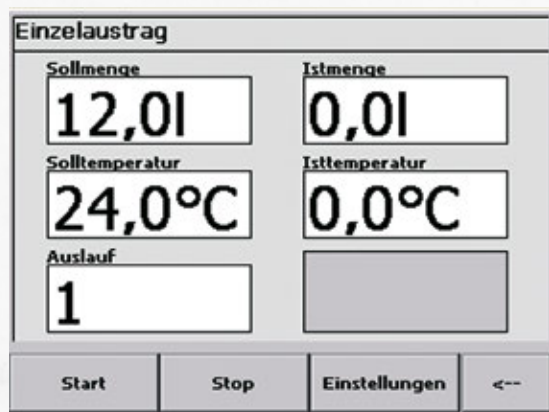 Einzelaustrag
Sollmenge Istmenge
12,0l 0,0l
Solltemperatur Isttemperatur
24,0°C 0,0°C
Auslauf
1
Start Stop Einstellungen <--